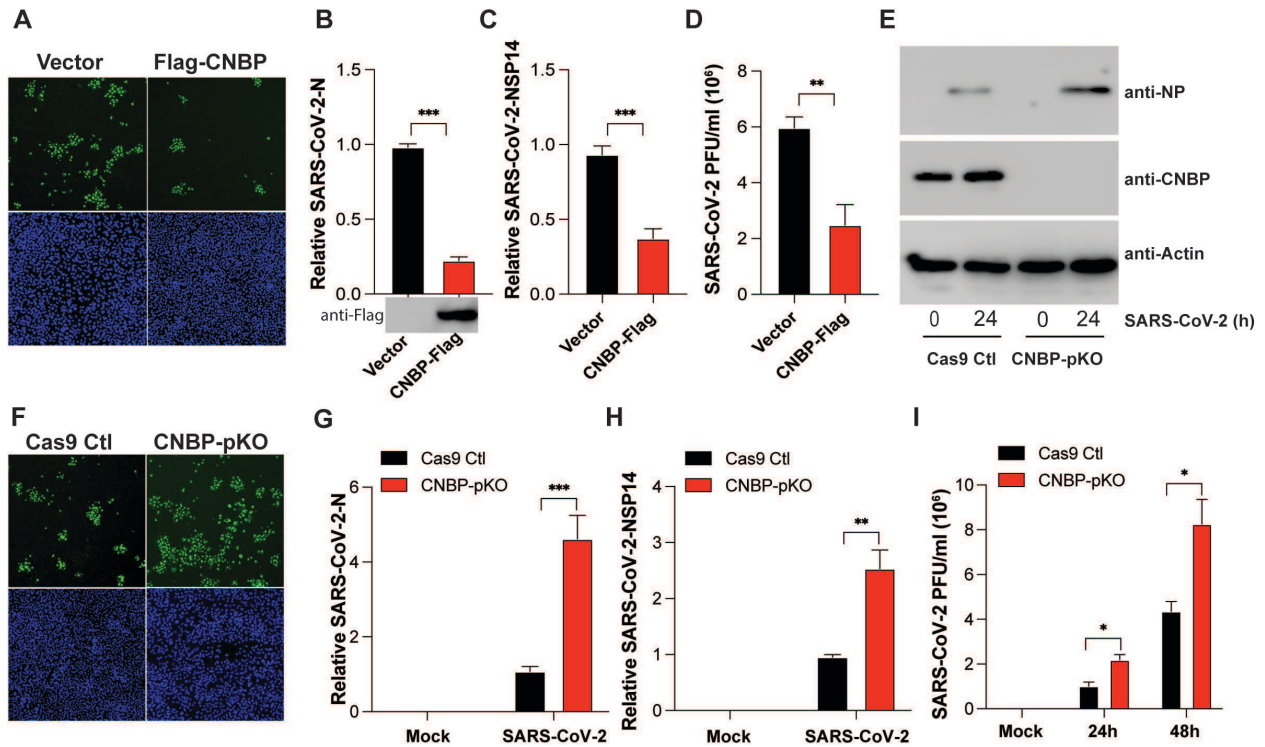 A
Vector
Flag-CNBP
B
Relative SARS-CoV-2-N
1.5
1.0
0.5
0.0
***
anti-Flag
Vector
CNBP-Flag
C
Relative SARS-CoV-2-NSP14
1.5
1.0
0.5
0.0
***
Vector
CNBP-Flag
D
SARS-CoV-2 PFU/ml (10⁶)
8
6
4
2
0
**
Vector
CNBP-Flag
E
anti-NP
anti-CNBP
anti-Actin
0 24 0 24 SARS-CoV-2 (h)
Cas9 Ctl CNBP-pKO
F
Cas9 Ctl
CNBP-pKO
G
Cas9 Ctl
CNBP-pKO
Relative SARS-CoV-2-N
6
4
2
0
***
Mock SARS-CoV-2
H
Cas9 Ctl
CNBP-pKO
Relative SARS-CoV-2-NSP14
4
3
2
1
0
**
Mock SARS-CoV-2
I
Cas9 Ctl
CNBP-pKO
SARS-CoV-2 PFU/ml (10⁶)
10
8
6
4
2
0
*
*
Mock 24h 48h